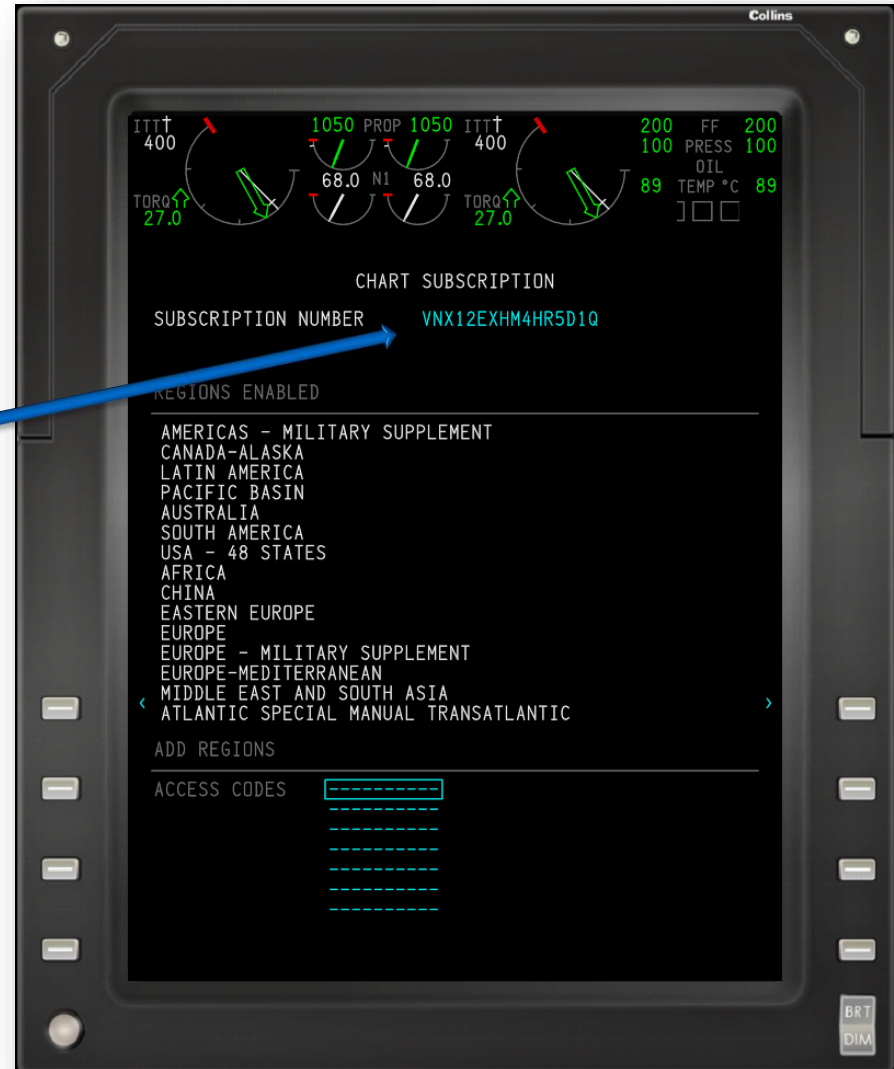 Collins
ITT† 1050 PROP 1050 ITT† 200 FF 200
400 400 100 PRESS 100
OIL
68.0 N1 68.0 89 TEMP °C 89
TORQ TORQ
27.0 27.0
CHART SUBSCRIPTION
SUBSCRIPTION NUMBER VNX12EXHM4HR5D1Q
REGIONS ENABLED
AMERICAS - MILITARY SUPPLEMENT
CANADA-ALASKA
LATIN AMERICA
PACIFIC BASIN
AUSTRALIA
SOUTH AMERICA
USA - 48 STATES
AFRICA
CHINA
EASTERN EUROPE
EUROPE
EUROPE - MILITARY SUPPLEMENT
EUROPE-MEDITERRANEAN
< MIDDLE EAST AND SOUTH ASIA >
ATLANTIC SPECIAL MANUAL TRANSATLANTIC
ADD REGIONS
ACCESS CODES ----------
----------
----------
----------
----------
----------
----------
BRT
DIM